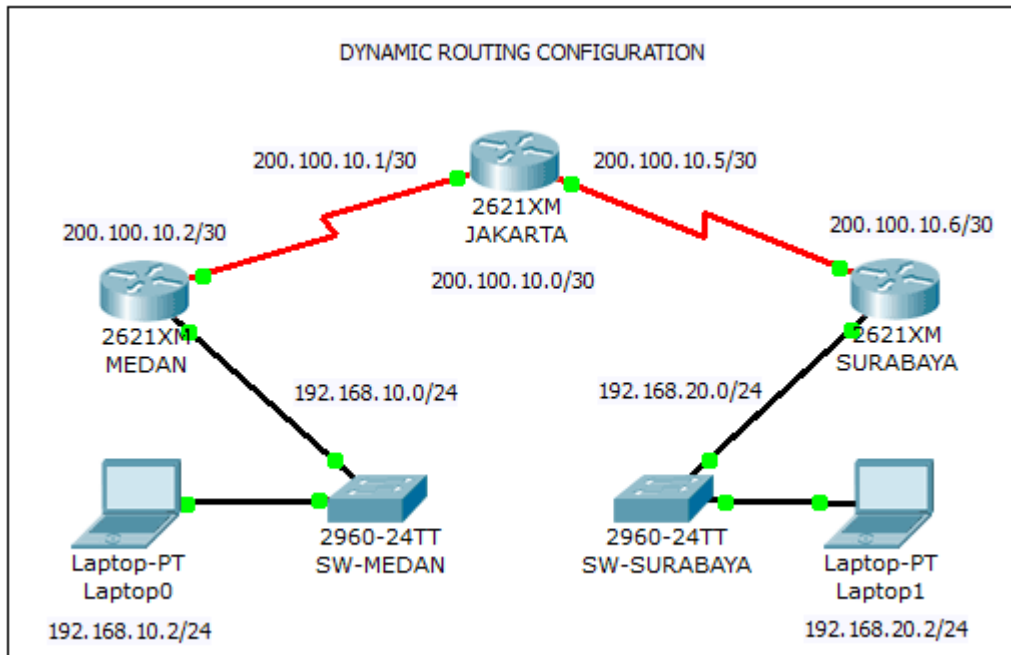 DYNAMIC ROUTING CONFIGURATION
200.100.10.1/30
200.100.10.5/30
2621XM
JAKARTA
200.100.10.2/30
200.100.10.6/30
200.100.10.0/30
2621XM
MEDAN
2621XM
SURABAYA
192.168.10.0/24
192.168.20.0/24
Laptop-PT
Laptop0
192.168.10.2/24
2960-24TT
SW-MEDAN
2960-24TT
SW-SURABAYA
Laptop-PT
Laptop1
192.168.20.2/24